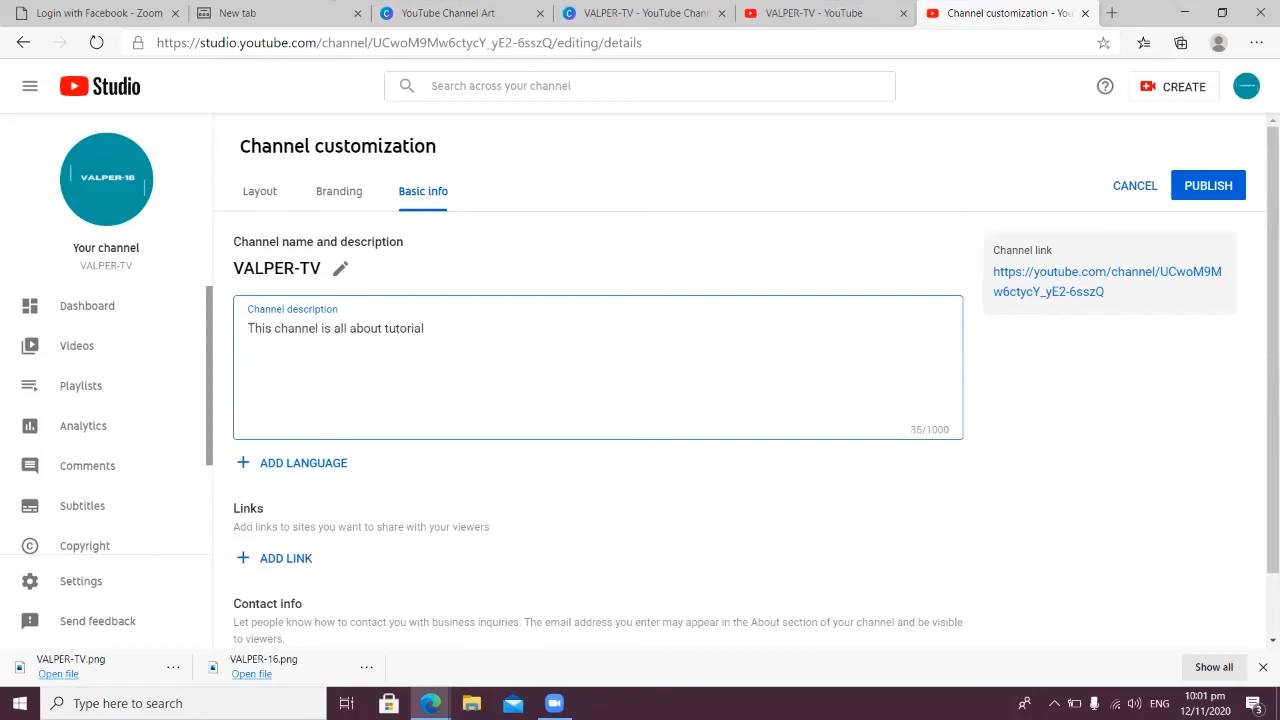 Login with Facebook - Zoom
New Tab
YouTube Channel Art
VALPER-TV - YouTube Chan
VALPER-TV - YouTube
Channel customization - You
https://studio.youtube.com/channel/UCwoM9Mw6ctycY_yE2-6sszQ/editing/details
Studio
Search across your channel
CREATE
VALPER-16
Channel customization
Layout
Branding
Basic info
CANCEL
PUBLISH
Your channel
VALPER-TV
Channel name and description
VALPER-TV
Channel link
https://youtube.com/channel/UCwoM9M
w6ctycY_yE2-6sszQ
Channel description
This channel is all about tutorial
35/1000
Dashboard
Videos
Playlists
Analytics
Comments
Subtitles
Copyright
Settings
Send feedback
ADD LANGUAGE
Links
Add links to sites you want to share with your viewers
ADD LINK
Contact info
Let people know how to contact you with business inquiries. The email address you enter may appear in the About section of your channel and be visible
to viewers.
VALPER-TV.png
Open file
VALPER-16.png
Open file
Show all
Type here to search
ENG
10:01 pm
12/11/2020
3